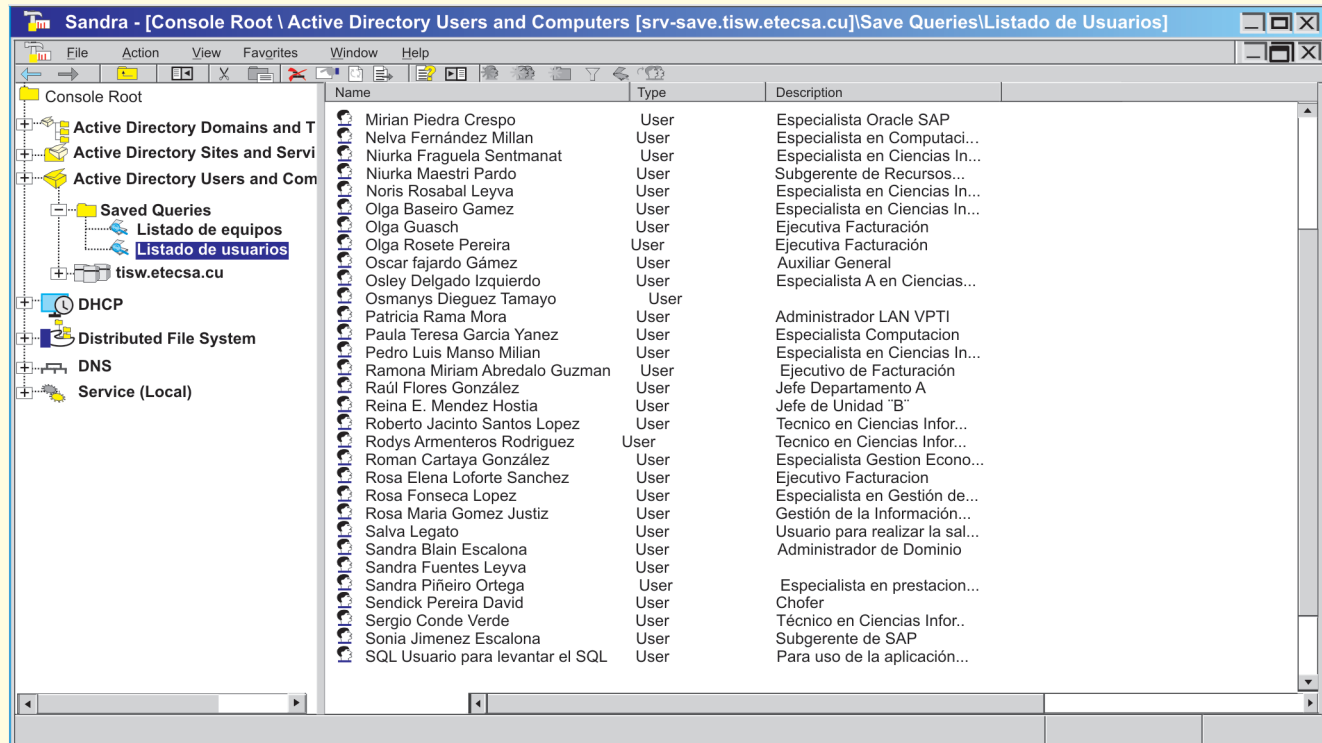 Sandra - [Console Root \ Active Directory Users and Computers [srv-save.tisw.etecsa.cu]\Save Queries\Listado de Usuarios]
File Action View Favorites Window Help
Console Root
Active Directory Domains and T
Active Directory Sites and Servi
Active Directory Users and Com
Saved Queries
Listado de equipos
Listado de usuarios
tisw.etecsa.cu
DHCP
Distributed File System
DNS
Service (Local)
Name Type Description
Mirian Piedra Crespo User Especialista Oracle SAP
Nelva Fernández Millan User Especialista en Computaci...
Niurka Fraguela Sentmanat User Especialista en Ciencias In...
Niurka Maestri Pardo User Subgerente de Recursos...
Noris Rosabal Leyva User Especialista en Ciencias In...
Olga Baseiro Gamez User Especialista en Ciencias In...
Olga Guasch User Ejecutiva Facturación
Olga Rosete Pereira User Ejecutiva Facturación
Oscar fajardo Gámez User Auxiliar General
Osley Delgado Izquierdo User Especialista A en Ciencias...
Osmanys Dieguez Tamayo User
Patricia Rama Mora User Administrador LAN VPTI
Paula Teresa Garcia Yanez User Especialista Computacion
Pedro Luis Manso Milian User Especialista en Ciencias In...
Ramona Miriam Abredalo Guzman User Ejecutivo de Facturación
Raúl Flores González User Jefe Departamento A
Reina E. Mendez Hostia User Jefe de Unidad ¨B¨
Roberto Jacinto Santos Lopez User Tecnico en Ciencias Infor...
Rodys Armenteros Rodriguez User Tecnico en Ciencias Infor...
Roman Cartaya González User Especialista Gestion Econo...
Rosa Elena Loforte Sanchez User Ejecutivo Facturacion
Rosa Fonseca Lopez User Especialista en Gestión de...
Rosa Maria Gomez Justiz User Gestión de la Información...
Salva Legato User Usuario para realizar la sal...
Sandra Blain Escalona User Administrador de Dominio
Sandra Fuentes Leyva User
Sandra Piñeiro Ortega User Especialista en prestacion...
Sendick Pereira David User Chofer
Sergio Conde Verde User Técnico en Ciencias Infor..
Sonia Jimenez Escalona User Subgerente de SAP
SQL Usuario para levantar el SQL User Para uso de la aplicación...